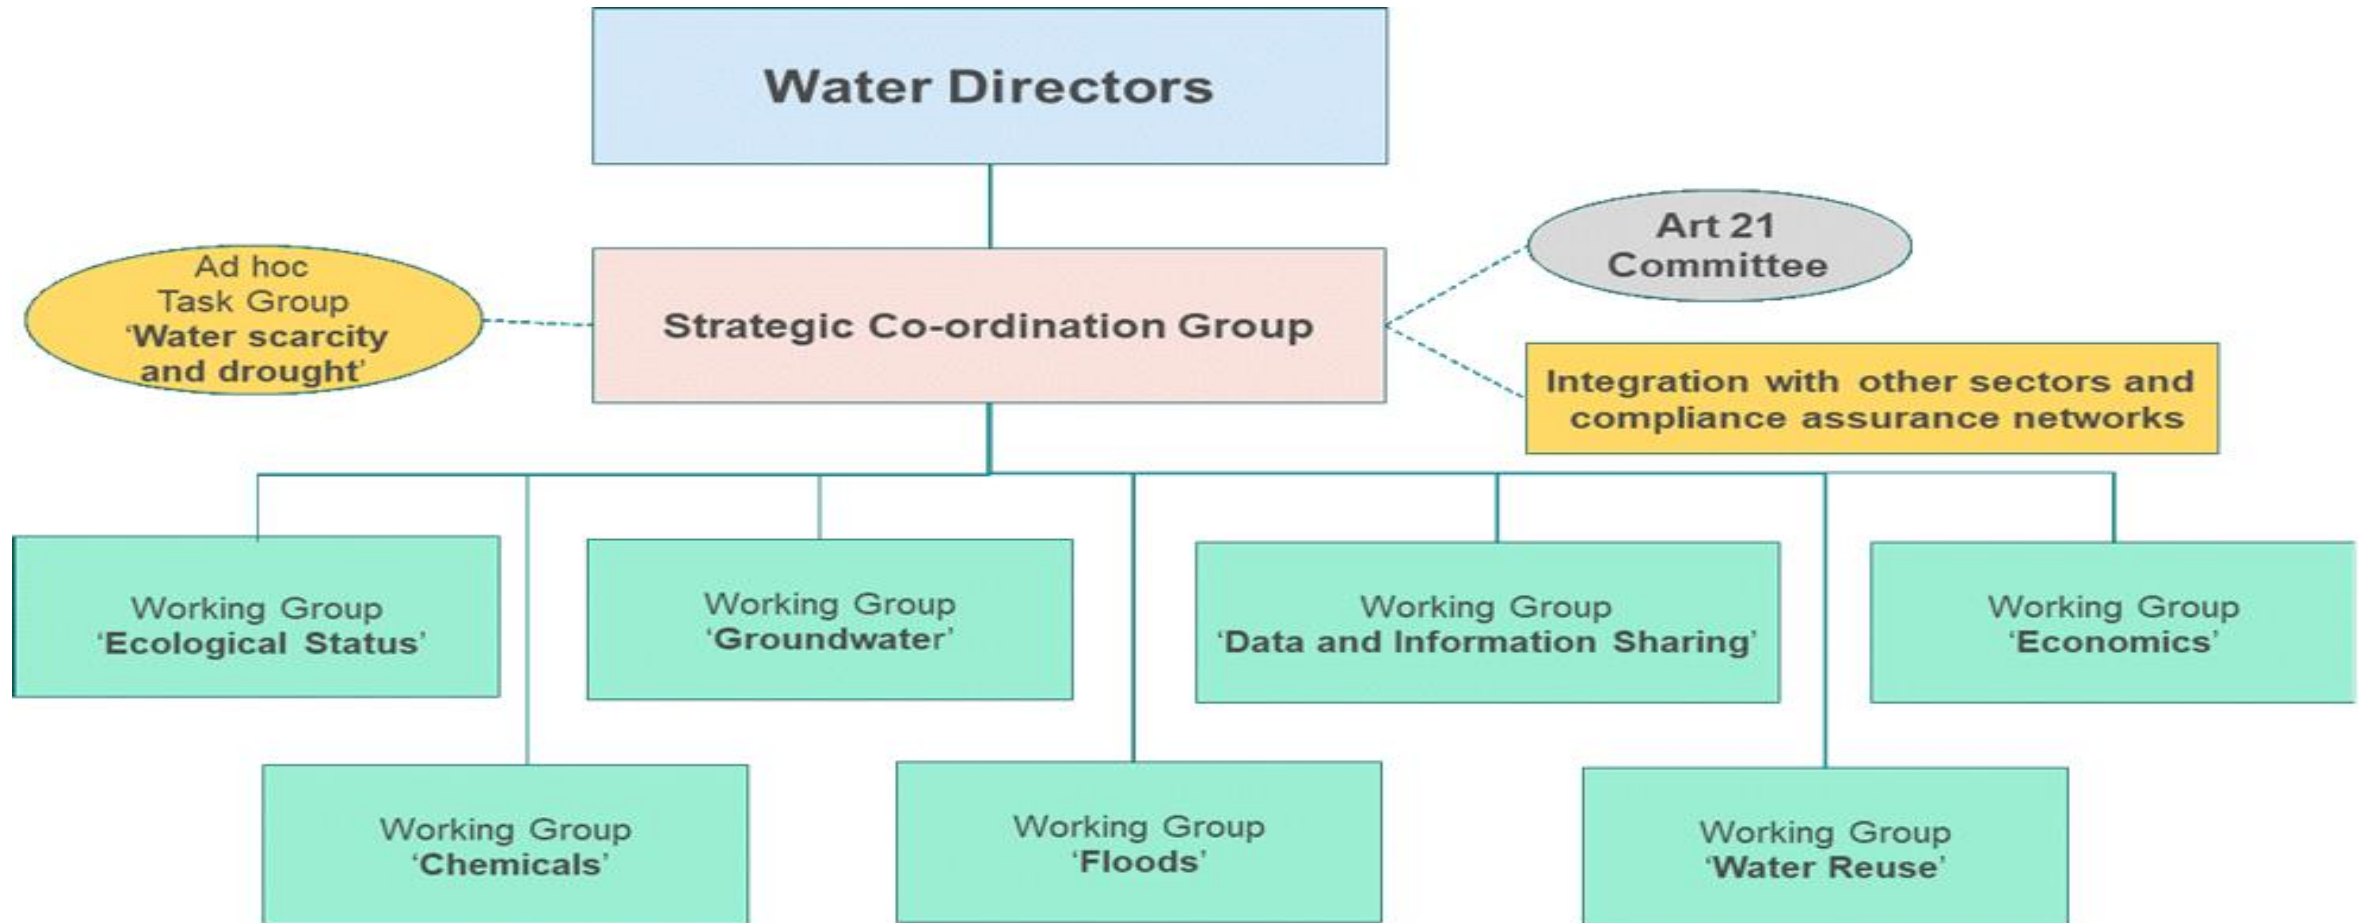 Water Directors
Art 21
Committee
Ad hoc
Task Group
‘Water scarcity
and drought’
Strategic Co-ordination Group
Integration with other sectors and
compliance assurance networks
Working Group
‘Ecological Status’
Working Group
‘Groundwater’
Working Group
‘Data and Information Sharing’
Working Group
‘Economics’
Working Group
‘Chemicals’
Working Group
‘Floods’
Working Group
‘Water Reuse’